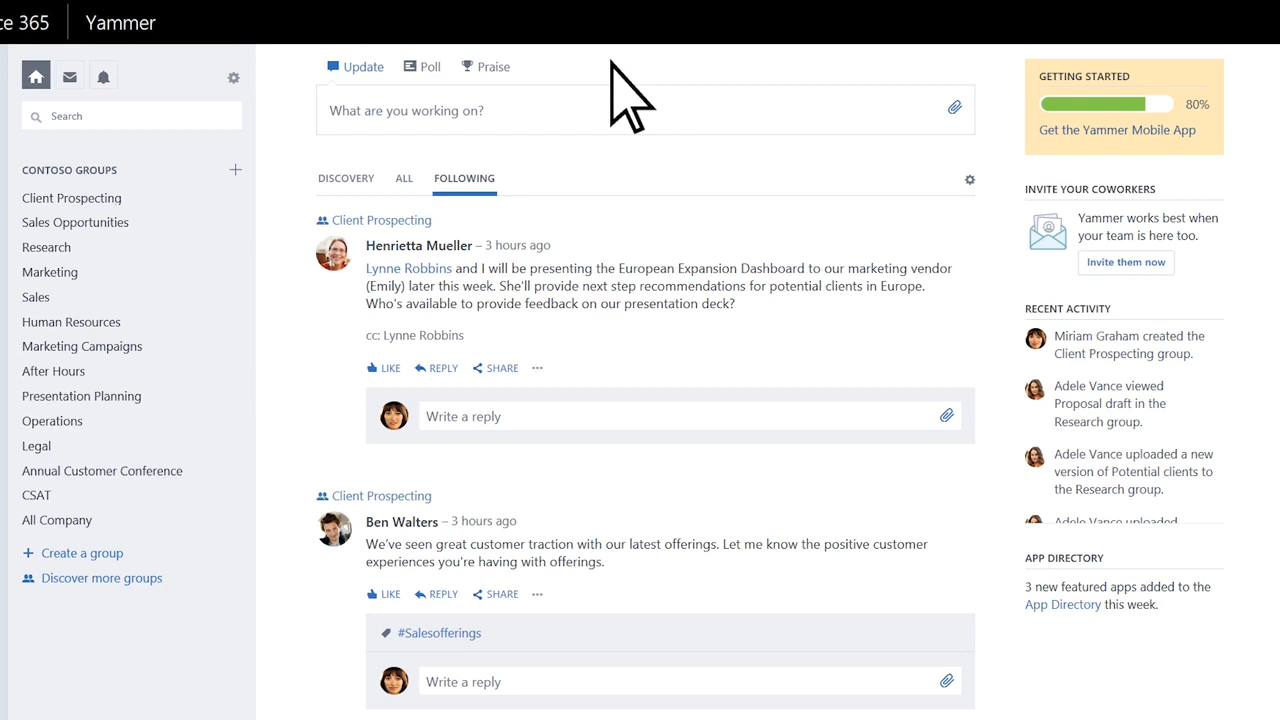 ce 365 Yammer
Search
CONTOSO GROUPS
Client Prospecting
Sales Opportunities
Research
Marketing
Sales
Human Resources
Marketing Campaigns
After Hours
Presentation Planning
Operations
Legal
Annual Customer Conference
CSAT
All Company
+ Create a group
Discover more groups
Update Poll Praise
What are you working on?
DISCOVERY ALL FOLLOWING
Client Prospecting
Henrietta Mueller – 3 hours ago
Lynne Robbins and I will be presenting the European Expansion Dashboard to our marketing vendor
(Emily) later this week. She'll provide next step recommendations for potential clients in Europe.
Who's available to provide feedback on our presentation deck?
cc: Lynne Robbins
LIKE REPLY SHARE ···
Write a reply
Client Prospecting
Ben Walters – 3 hours ago
We've seen great customer traction with our latest offerings. Let me know the positive customer
experiences you're having with offerings.
LIKE REPLY SHARE ···
#Salesofferings
Write a reply
GETTING STARTED
80%
Get the Yammer Mobile App
INVITE YOUR COWORKERS
Yammer works best when
your team is here too.
Invite them now
RECENT ACTIVITY
Miriam Graham created the
Client Prospecting group.
Adele Vance viewed
Proposal draft in the
Research group.
Adele Vance uploaded a new
version of Potential clients to
the Research group.
Adele Vance uploaded
APP DIRECTORY
3 new featured apps added to the
App Directory this week.